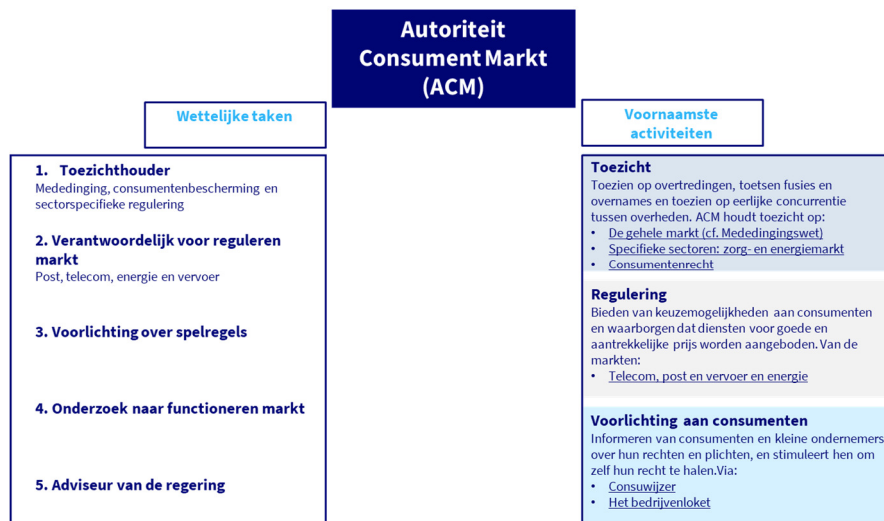 Autoriteit
Consument Markt
(ACM)
Wettelijke taken
1. Toezichthouder
Mededinging, consumentenbescherming en
sectorspecifieke regulering
2. Verantwoordelijk voor reguleren
markt
Post, telecom, energie en vervoer
3. Voorlichting over spelregels
4. Onderzoek naar functioneren markt
5. Adviseur van de regering
Voornaamste
activiteiten
Toezicht
Toezien op overtredingen, toetsen fusies en
overnames en toezien op eerlijke concurrentie
tussen overheden. ACM houdt toezicht op:
• De gehele markt (cf. Mededingingswet)
• Specifieke sectoren: zorg- en energiemarkt
• Consumentenrecht
Regulering
Bieden van keuzemogelijkheden aan consumenten
en waarborgen dat diensten voor goede en
aantrekkelijke prijs worden aangeboden. Van de
markten:
• Telecom, post en vervoer en energie
Voorlichting aan consumenten
Informeren van consumenten en kleine ondernemers
over hun rechten en plichten, en stimuleert hen om
zelf hun recht te halen.Via:
• Consuwijzer
• Het bedrijvenloket